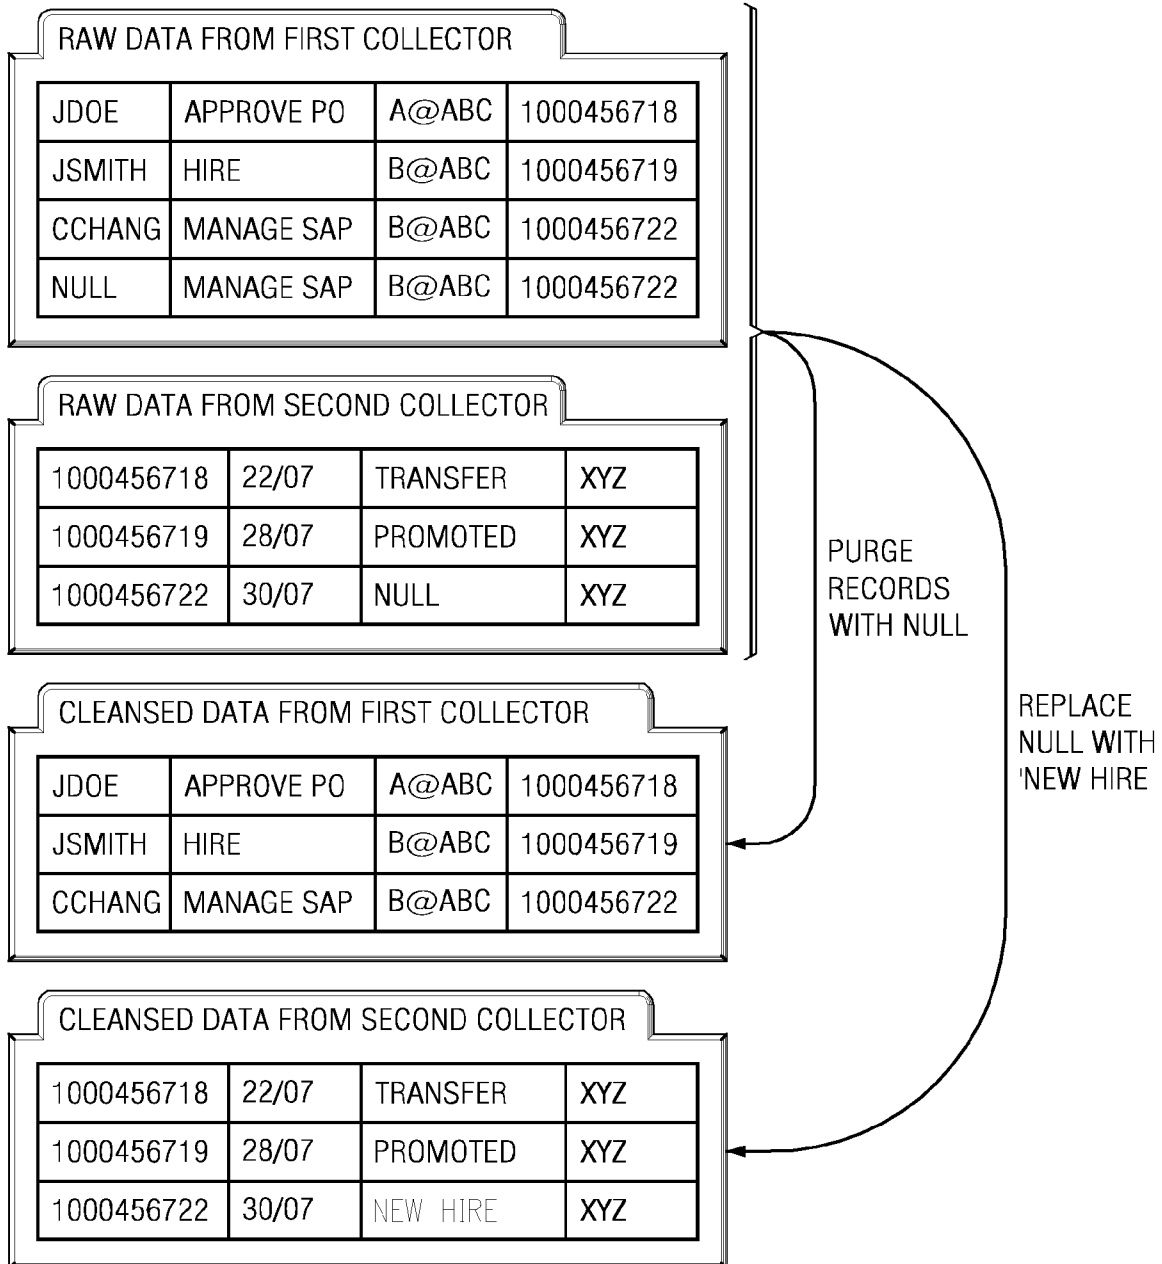 RAW DATA FROM FIRST COLLECTOR
JDOE APPROVE PO A@ABC 1000456718
JSMITH HIRE B@ABC 1000456719
CCHANG MANAGE SAP B@ABC 1000456722
NULL MANAGE SAP B@ABC 1000456722
RAW DATA FROM SECOND COLLECTOR
1000456718 22/07 TRANSFER XYZ
1000456719 28/07 PROMOTED XYZ
1000456722 30/07 NULL XYZ
PURGE
RECORDS
WITH NULL
REPLACE
NULL WITH
'NEW HIRE
CLEANSED DATA FROM FIRST COLLECTOR
JDOE APPROVE PO A@ABC 1000456718
JSMITH HIRE B@ABC 1000456719
CCHANG MANAGE SAP B@ABC 1000456722
CLEANSED DATA FROM SECOND COLLECTOR
1000456718 22/07 TRANSFER XYZ
1000456719 28/07 PROMOTED XYZ
1000456722 30/07 NEW HIRE XYZ